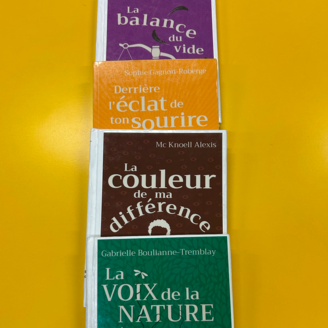 La
balance
du
vide
Sophie Gagnon-Roberge
Derrière
l'éclat de
ton sourire
Mc Knoell Alexis
La
couleur
de ma
différence
Gabrielle Boulianne-Tremblay
La
VOIX de la
NATURE